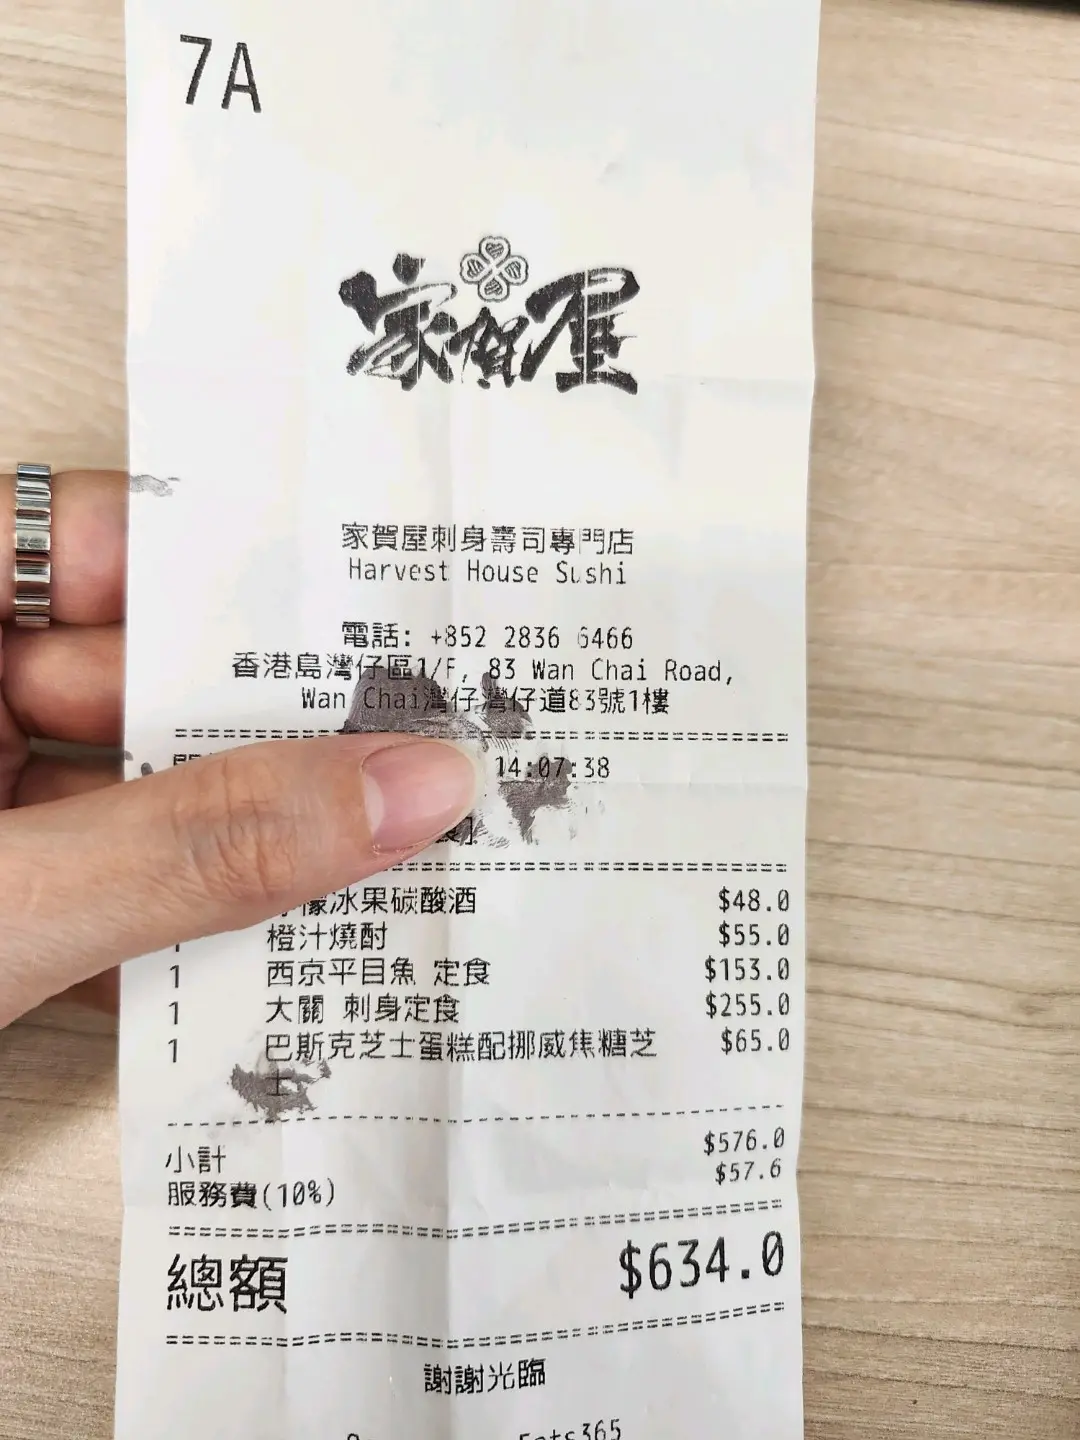 7A
家賀屋
家賀屋刺身壽司專門店
Harvest House Sushi
電話: +852 2836 6466
香港島灣仔區1/F, 83 Wan Chai Road,
Wan Chai灣仔灣仔道83號1樓
14:07:38
檬冰果碳酸酒 $48.0
橙汁燒酎 $55.0
1 西京平目魚 定食 $153.0
1 大關 刺身定食 $255.0
1 巴斯克芝士蛋糕配挪威焦糖芝 $65.0
士
小計 $576.0
服務費(10%) $57.6
總額 $634.0
謝謝光臨